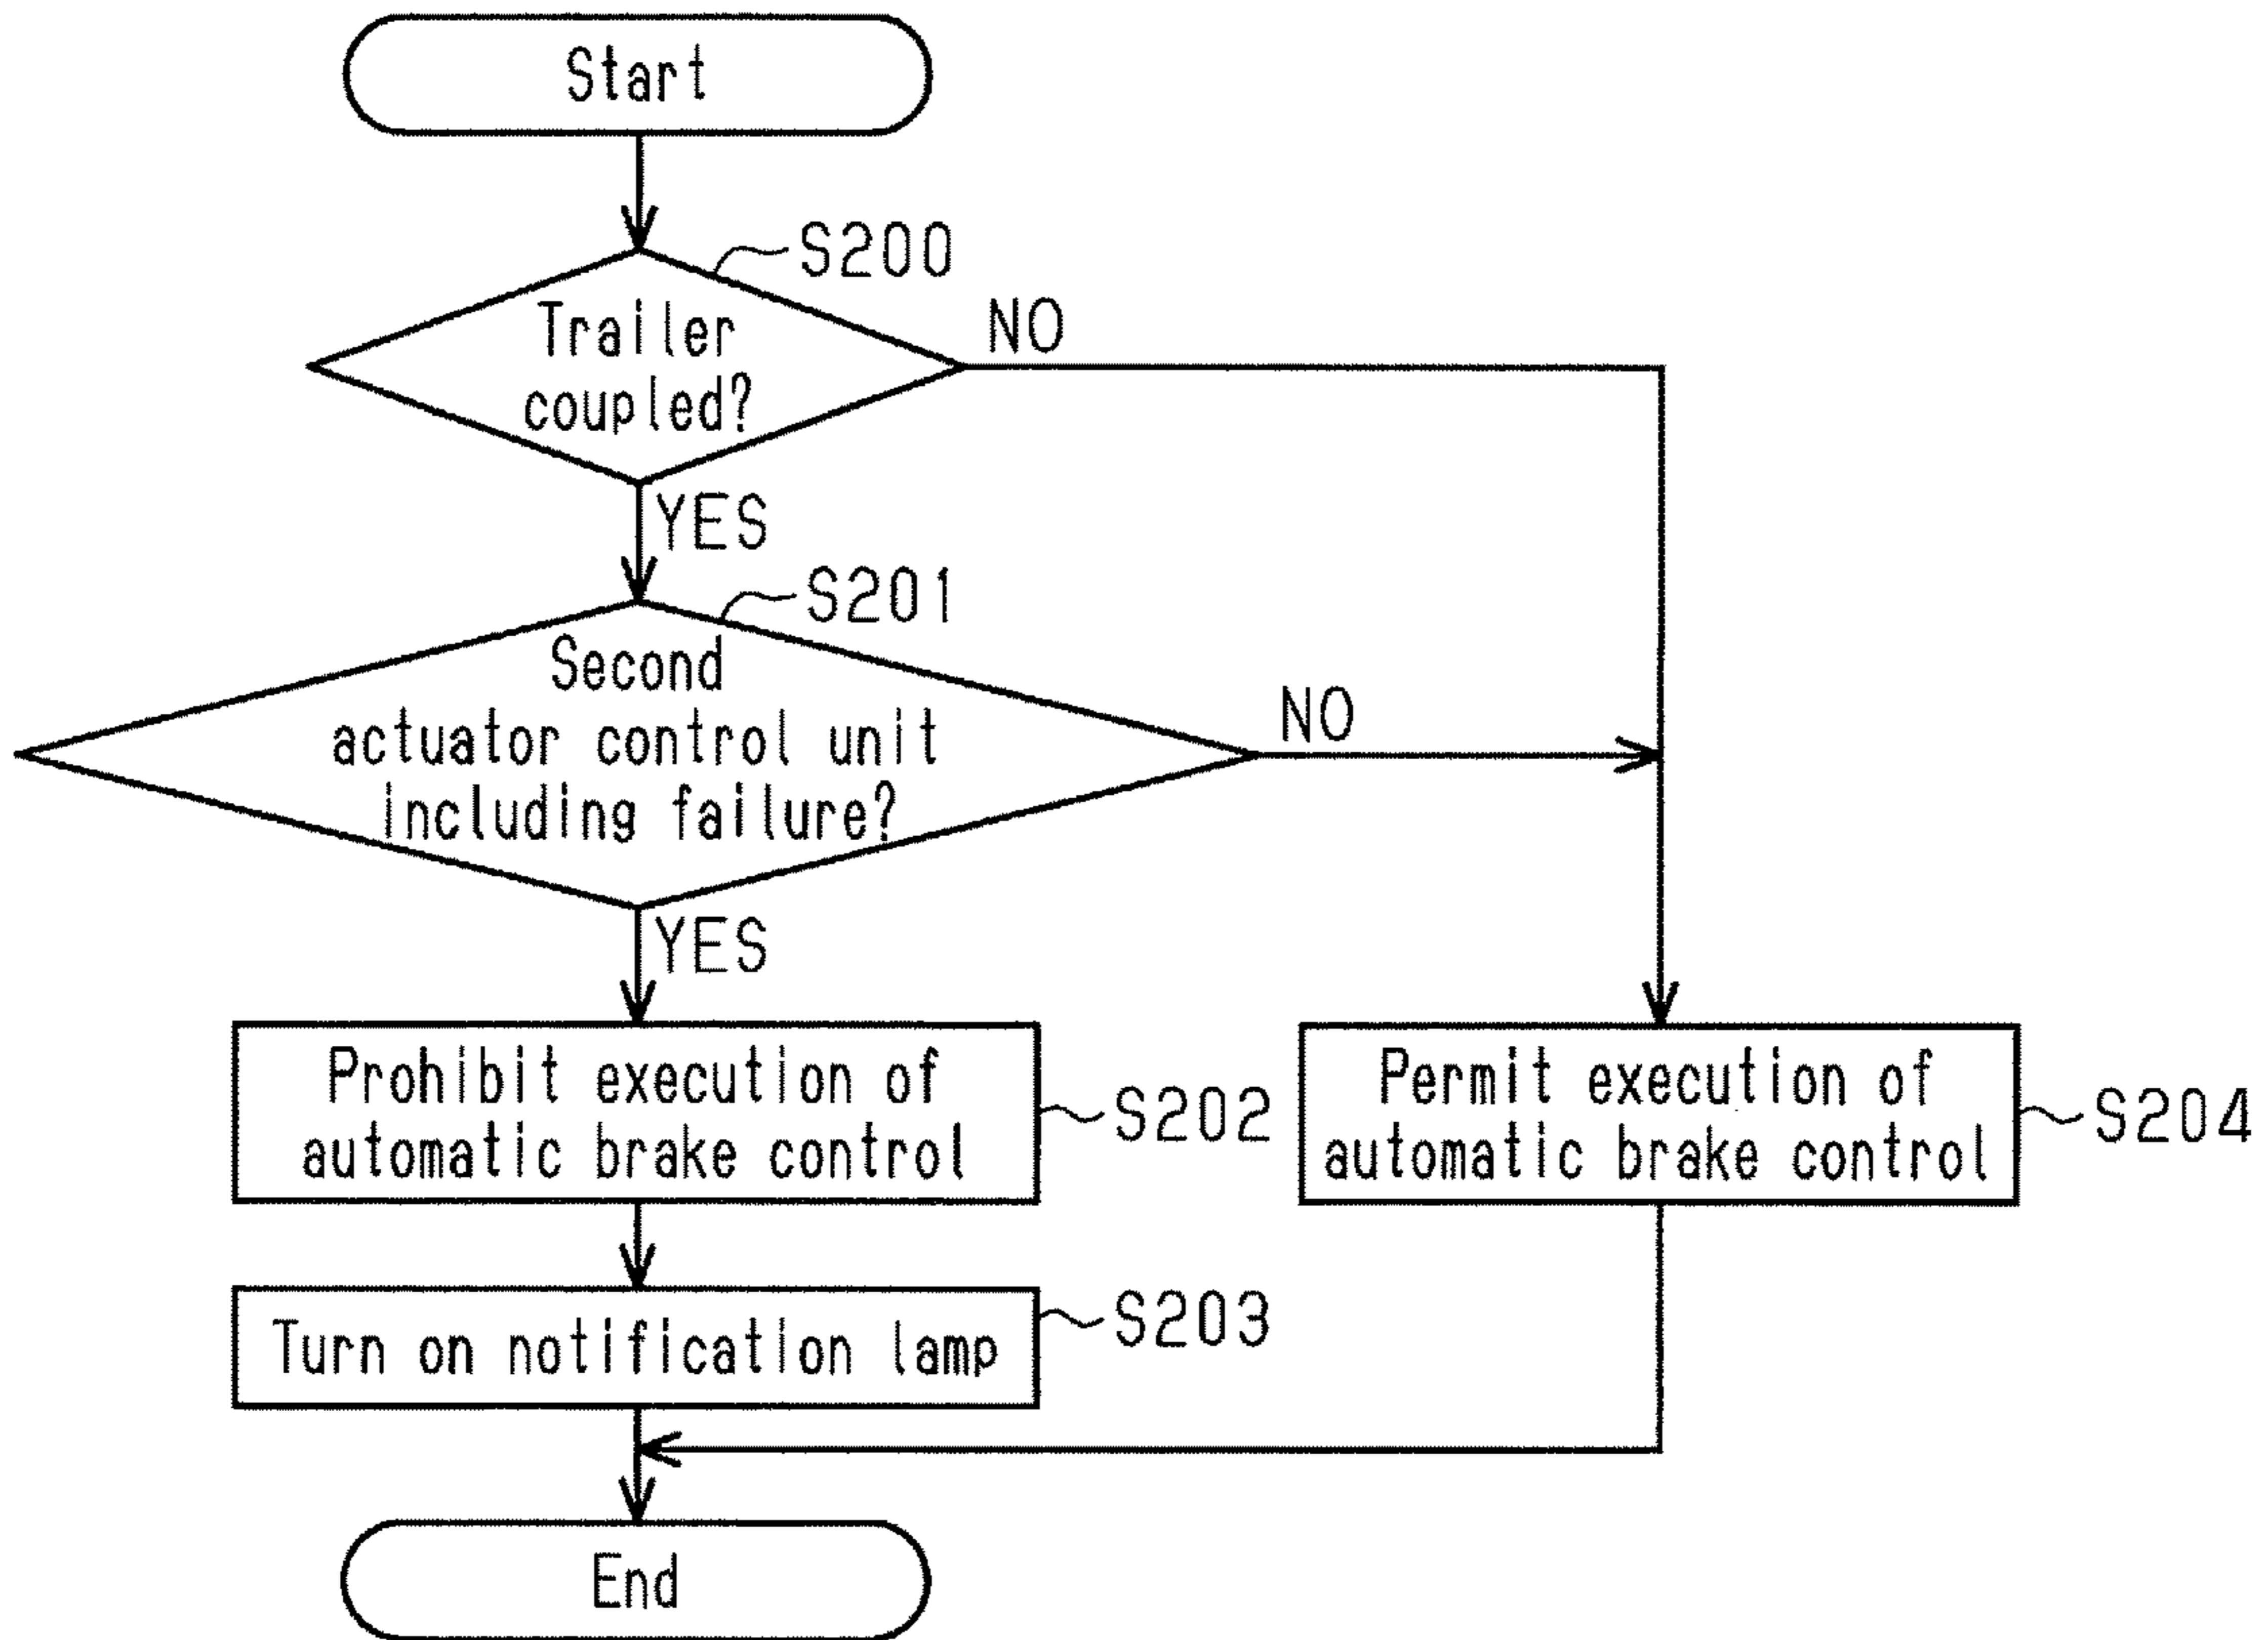 Start
S200
Trailer
coupled?
NO
YES
S201
Second
actuator control unit
including failure?
NO
YES
Prohibit execution of
automatic brake control
S202
Permit execution of
automatic brake control
S204
Turn on notification lamp
S203
End